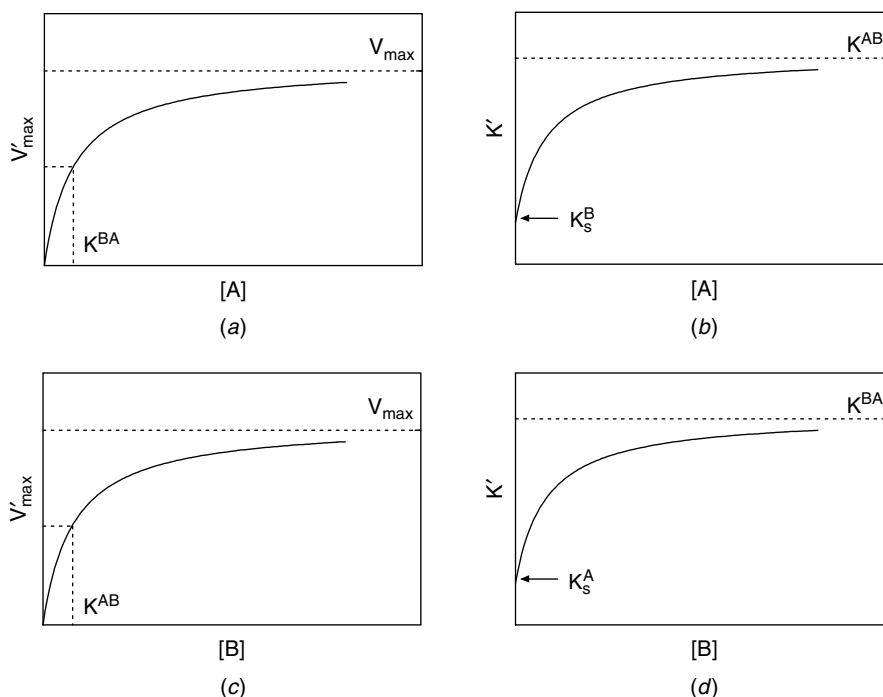 V_max
V′_max
K^BA
[A]
(a)
K^AB
K′
K_s^B
[A]
(b)
V_max
V′_max
K^AB
[B]
(c)
K^BA
K′
K_s^A
[B]
(d)